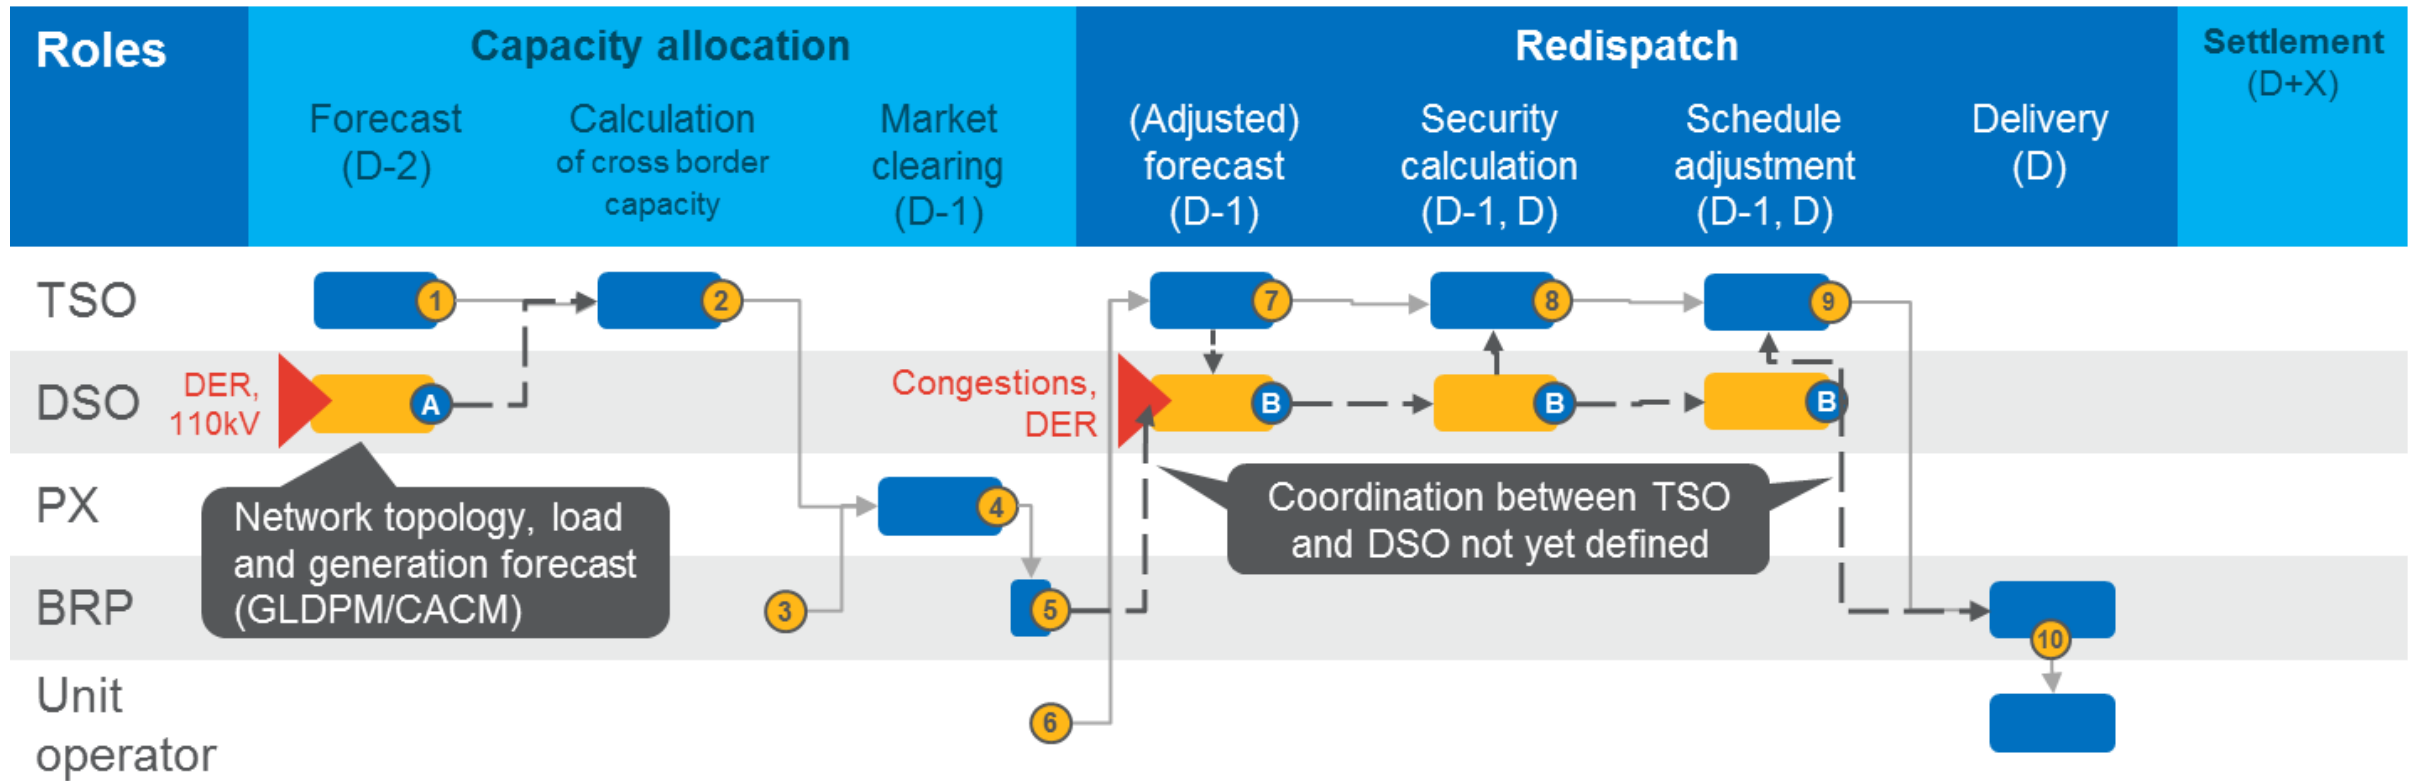 Roles
Capacity allocation
Redispatch
Settlement
(D+X)
Forecast
(D-2)
Calculation
of cross border
capacity
Market
clearing
(D-1)
(Adjusted)
forecast
(D-1)
Security
calculation
(D-1, D)
Schedule
adjustment
(D-1, D)
Delivery
(D)
TSO
1
2
7
8
9
DSO
DER,
110kV
A
Congestions,
DER
B
B
B
PX
Network topology, load
and generation forecast
(GLDPM/CACM)
4
Coordination between TSO
and DSO not yet defined
BRP
3
5
10
Unit
operator
6